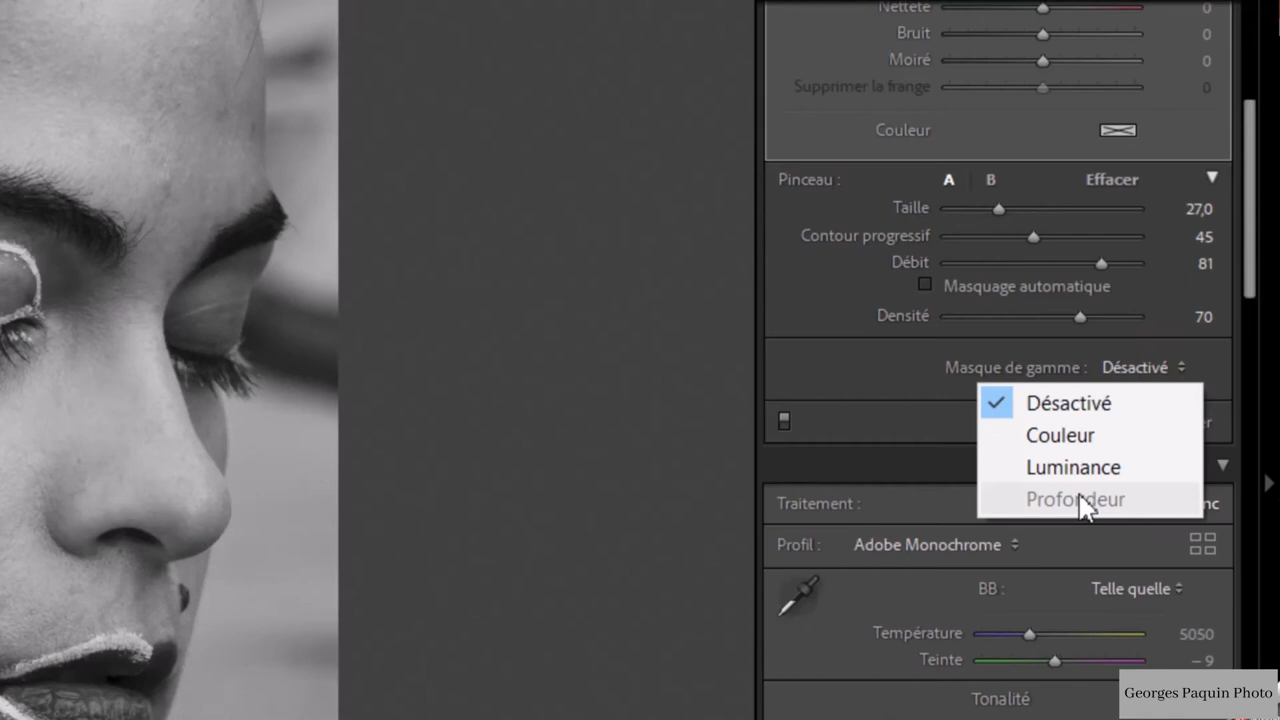 Netteté 0
Bruit 0
Moiré 0
Supprimer la frange 0
Couleur
Pinceau : A B Effacer
Taille 27,0
Contour progressif 45
Débit 81
Masquage automatique
Densité 70
Masque de gamme : Désactivé
Désactivé
Couleur
Luminance
Profondeur
Traitement :
Profil : Adobe Monochrome
BB : Telle quelle
Température 5050
Teinte – 9
Tonalité
Georges Paquin Photo